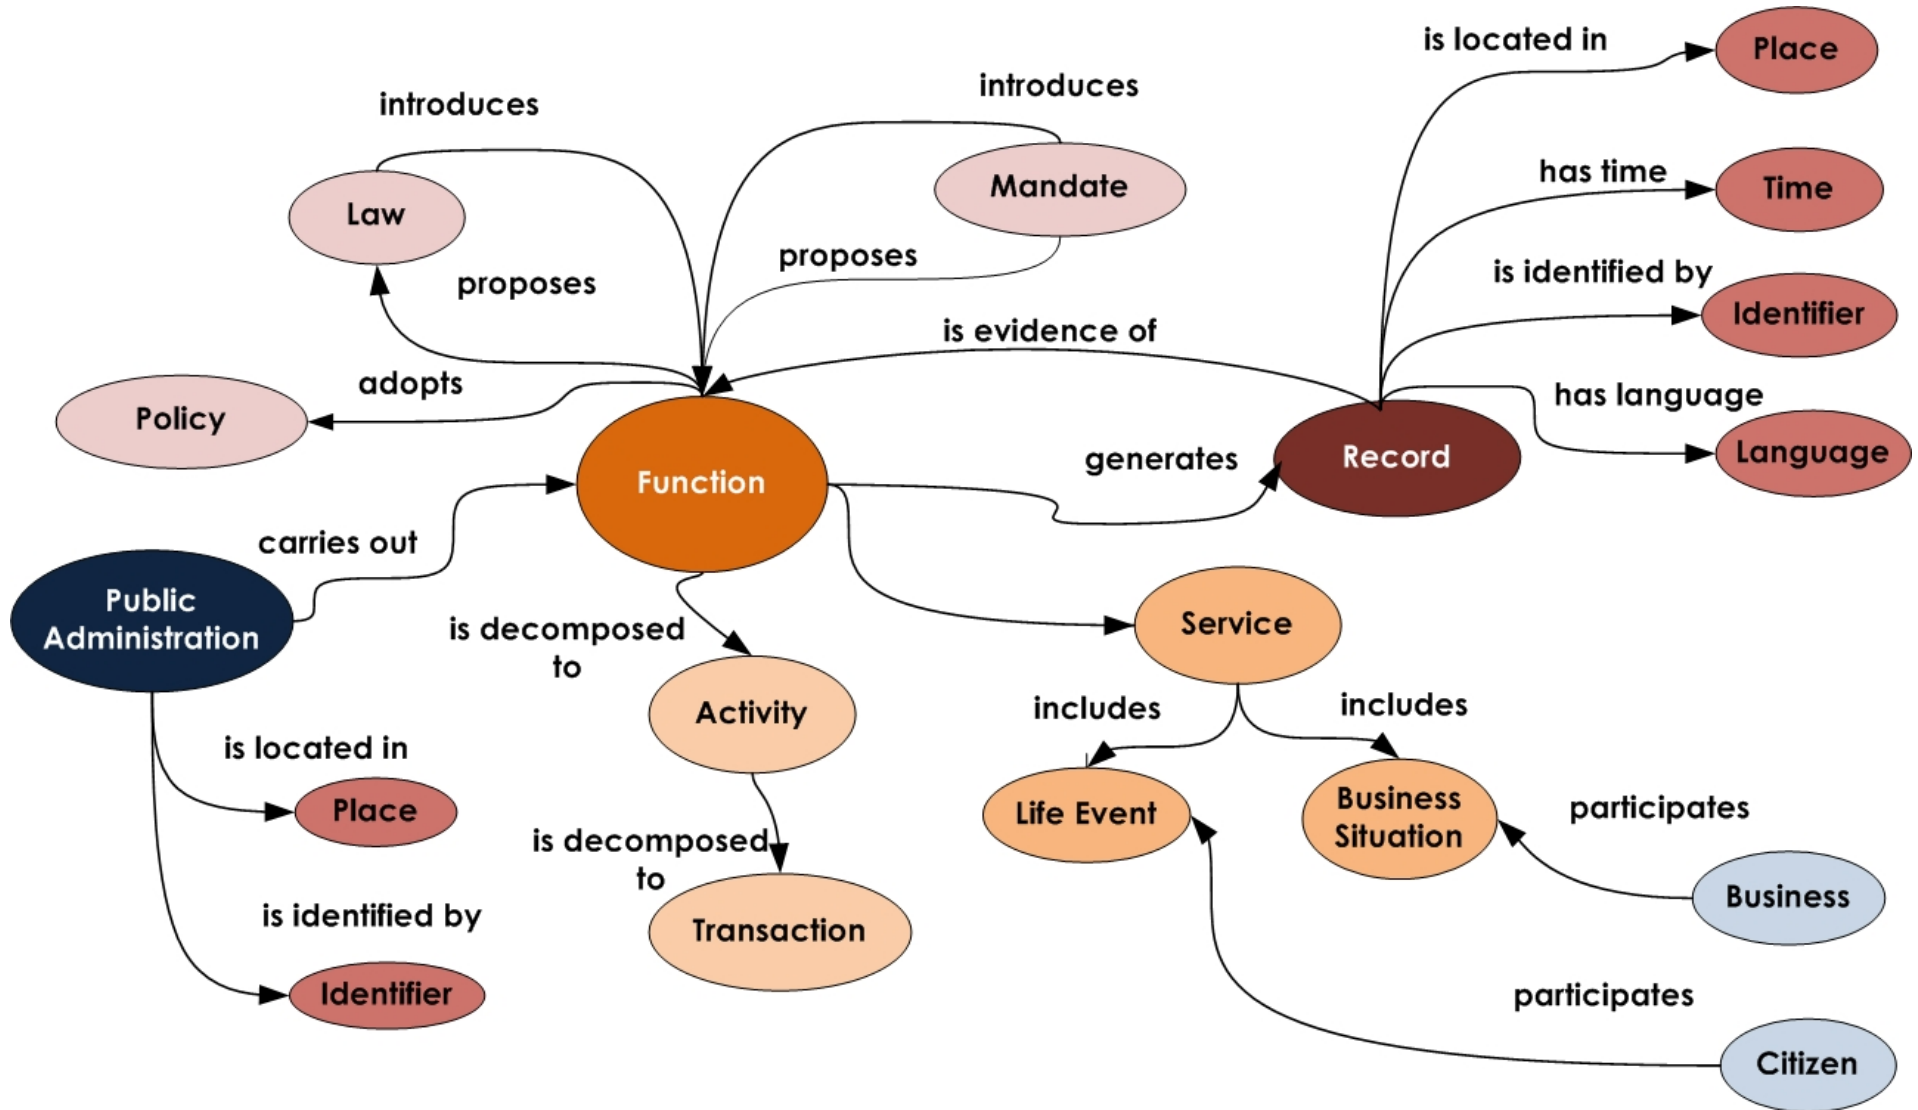 is located in
Place
introduces
introduces
Law
Mandate
has time
Time
proposes
proposes
is identified by
Identifier
is evidence of
adopts
Policy
has language
Language
Function
generates
Record
carries out
Public
Administration
is decomposed
to
Service
Activity
includes
includes
is located in
Place
Life Event
Business
Situation
participates
is decomposed
to
Business
is identified by
Transaction
Identifier
participates
Citizen